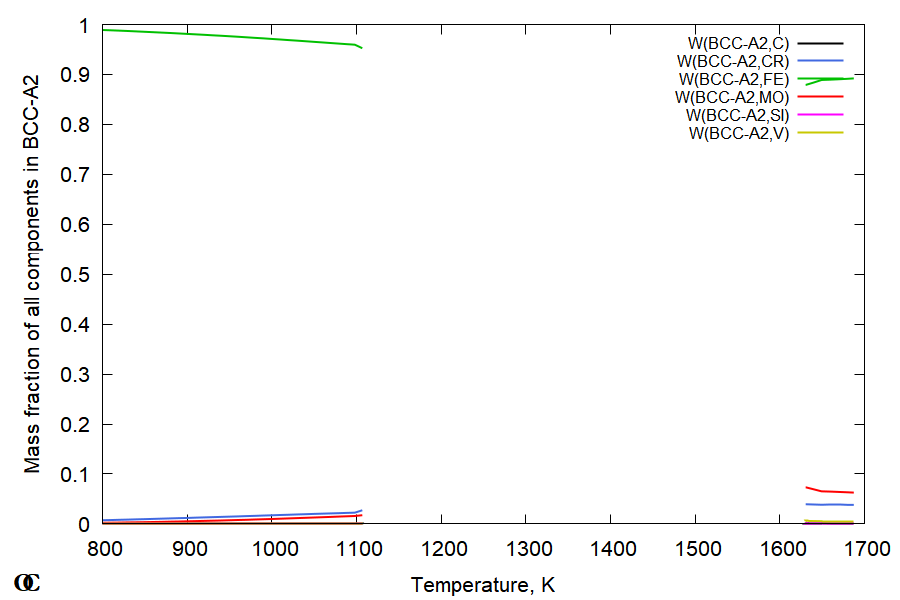 Mass fraction of all components in BCC-A2
1
0.9
0.8
0.7
0.6
0.5
0.4
0.3
0.2
0.1
0
W(BCC-A2,C)
W(BCC-A2,CR)
W(BCC-A2,FE)
W(BCC-A2,MO)
W(BCC-A2,SI)
W(BCC-A2,V)
800 900 1000 1100 1200 1300 1400 1500 1600 1700
Temperature, K
OC